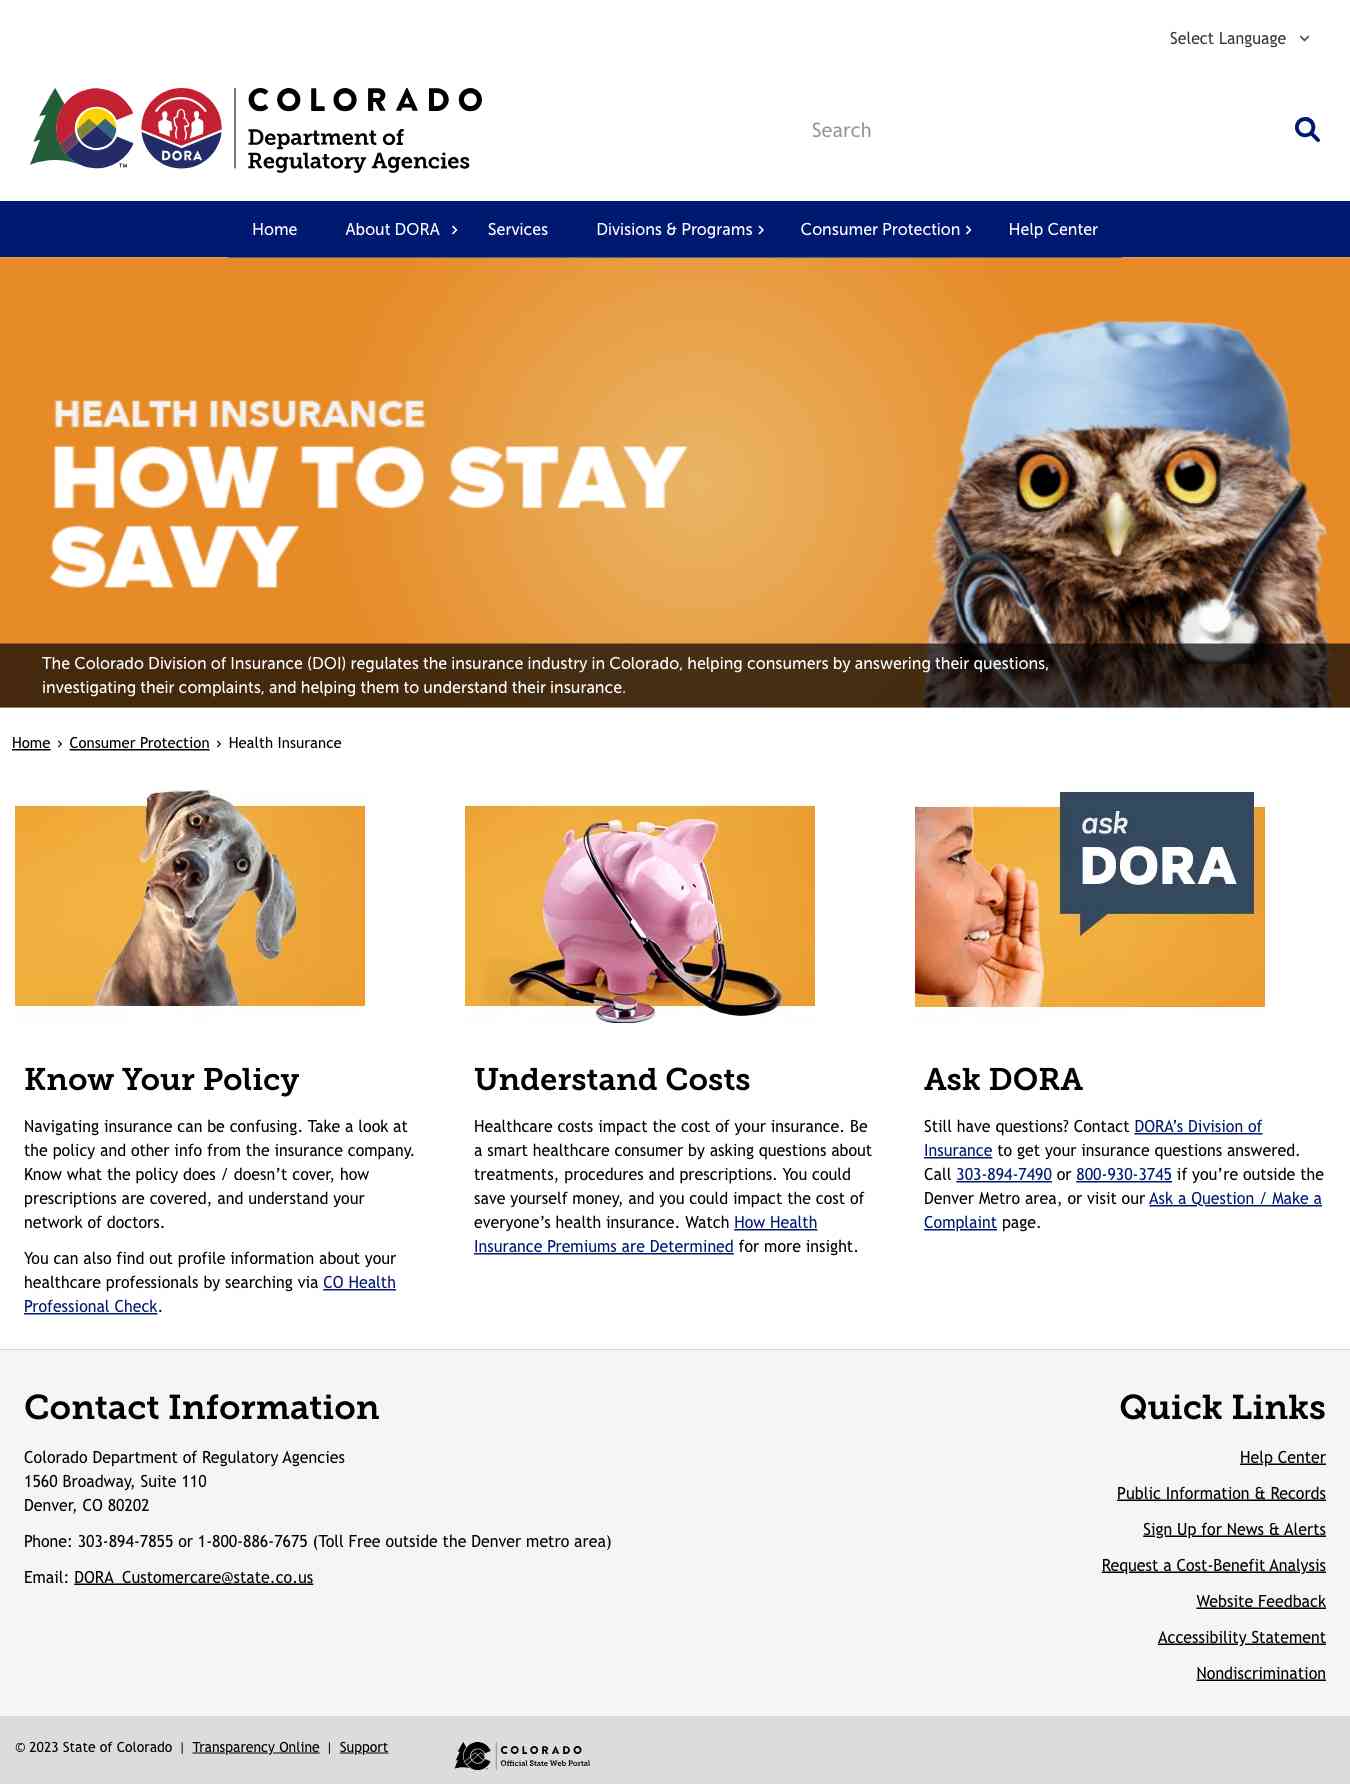 Select Language
COLORADO
Department of
Regulatory Agencies
DORA
TM
Search
Home About DORA Services Divisions & Programs Consumer Protection Help Center
HEALTH INSURANCE
HOW TO STAY
SAVY
The Colorado Division of Insurance (DOI) regulates the insurance industry in Colorado, helping consumers by answering their questions,
investigating their complaints, and helping them to understand their insurance.
Home › Consumer Protection › Health Insurance
ask
DORA
Know Your Policy
Navigating insurance can be confusing. Take a look at
the policy and other info from the insurance company.
Know what the policy does / doesn’t cover, how
prescriptions are covered, and understand your
network of doctors.
You can also find out profile information about your
healthcare professionals by searching via CO Health
Professional Check.
Understand Costs
Healthcare costs impact the cost of your insurance. Be
a smart healthcare consumer by asking questions about
treatments, procedures and prescriptions. You could
save yourself money, and you could impact the cost of
everyone’s health insurance. Watch How Health
Insurance Premiums are Determined for more insight.
Ask DORA
Still have questions? Contact DORA’s Division of
Insurance to get your insurance questions answered.
Call 303-894-7490 or 800-930-3745 if you’re outside the
Denver Metro area, or visit our Ask a Question / Make a
Complaint page.
Contact Information
Colorado Department of Regulatory Agencies
1560 Broadway, Suite 110
Denver, CO 80202
Phone: 303-894-7855 or 1-800-886-7675 (Toll Free outside the Denver metro area)
Email: DORA_Customercare@state.co.us
Quick Links
Help Center
Public Information & Records
Sign Up for News & Alerts
Request a Cost-Benefit Analysis
Website Feedback
Accessibility Statement
Nondiscrimination
© 2023 State of Colorado | Transparency Online | Support
COLORADO
Official State Web Portal